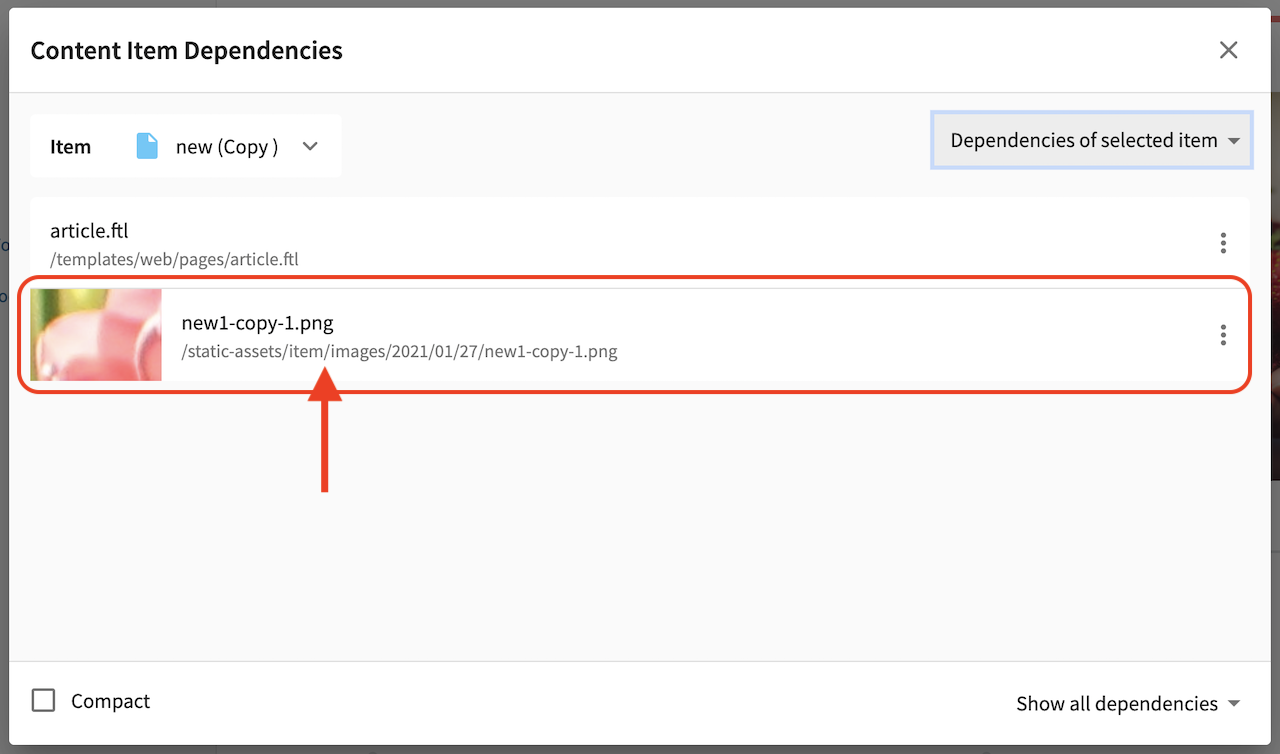 Content Item Dependencies
Item new (Copy )
Dependencies of selected item
article.ftl
/templates/web/pages/article.ftl
new1-copy-1.png
/static-assets/item/images/2021/01/27/new1-copy-1.png
Compact
Show all dependencies